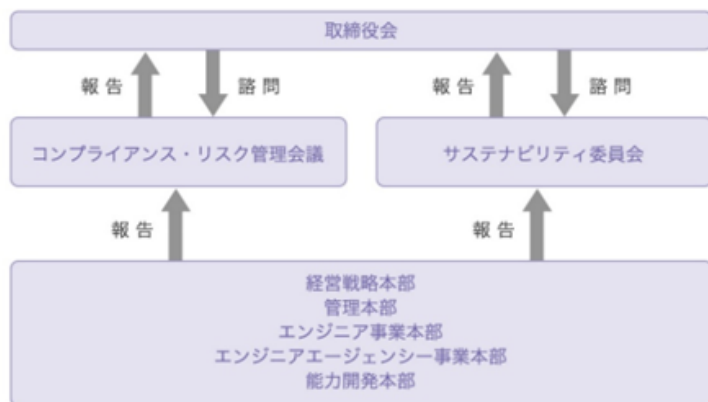 取締役会
報告
諮問
報告
諮問
コンプライアンス・リスク管理会議
サステナビリティ委員会
報告
報告
経営戦略本部
管理本部
エンジニア事業本部
エンジニアエージェンシー事業本部
能力開発本部